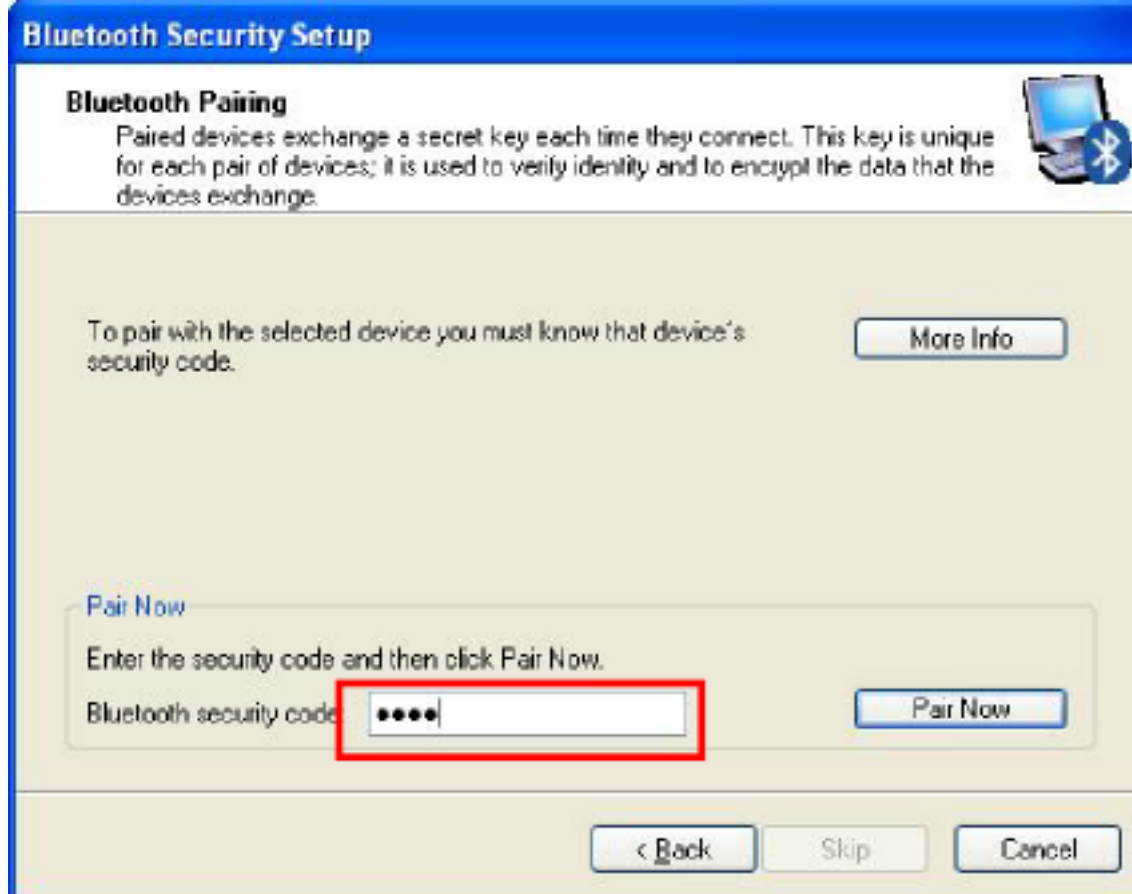 Bluetooth Security Setup
Bluetooth Pairing
Paired devices exchange a secret key each time they connect. This key is unique
for each pair of devices; it is used to verify identity and to encrypt the data that the
devices exchange.
To pair with the selected device you must know that device's
security code.
More Info
Pair Now
Enter the security code and then click Pair Now.
Bluetooth security code
••••
Pair Now
< Back
Skip
Cancel